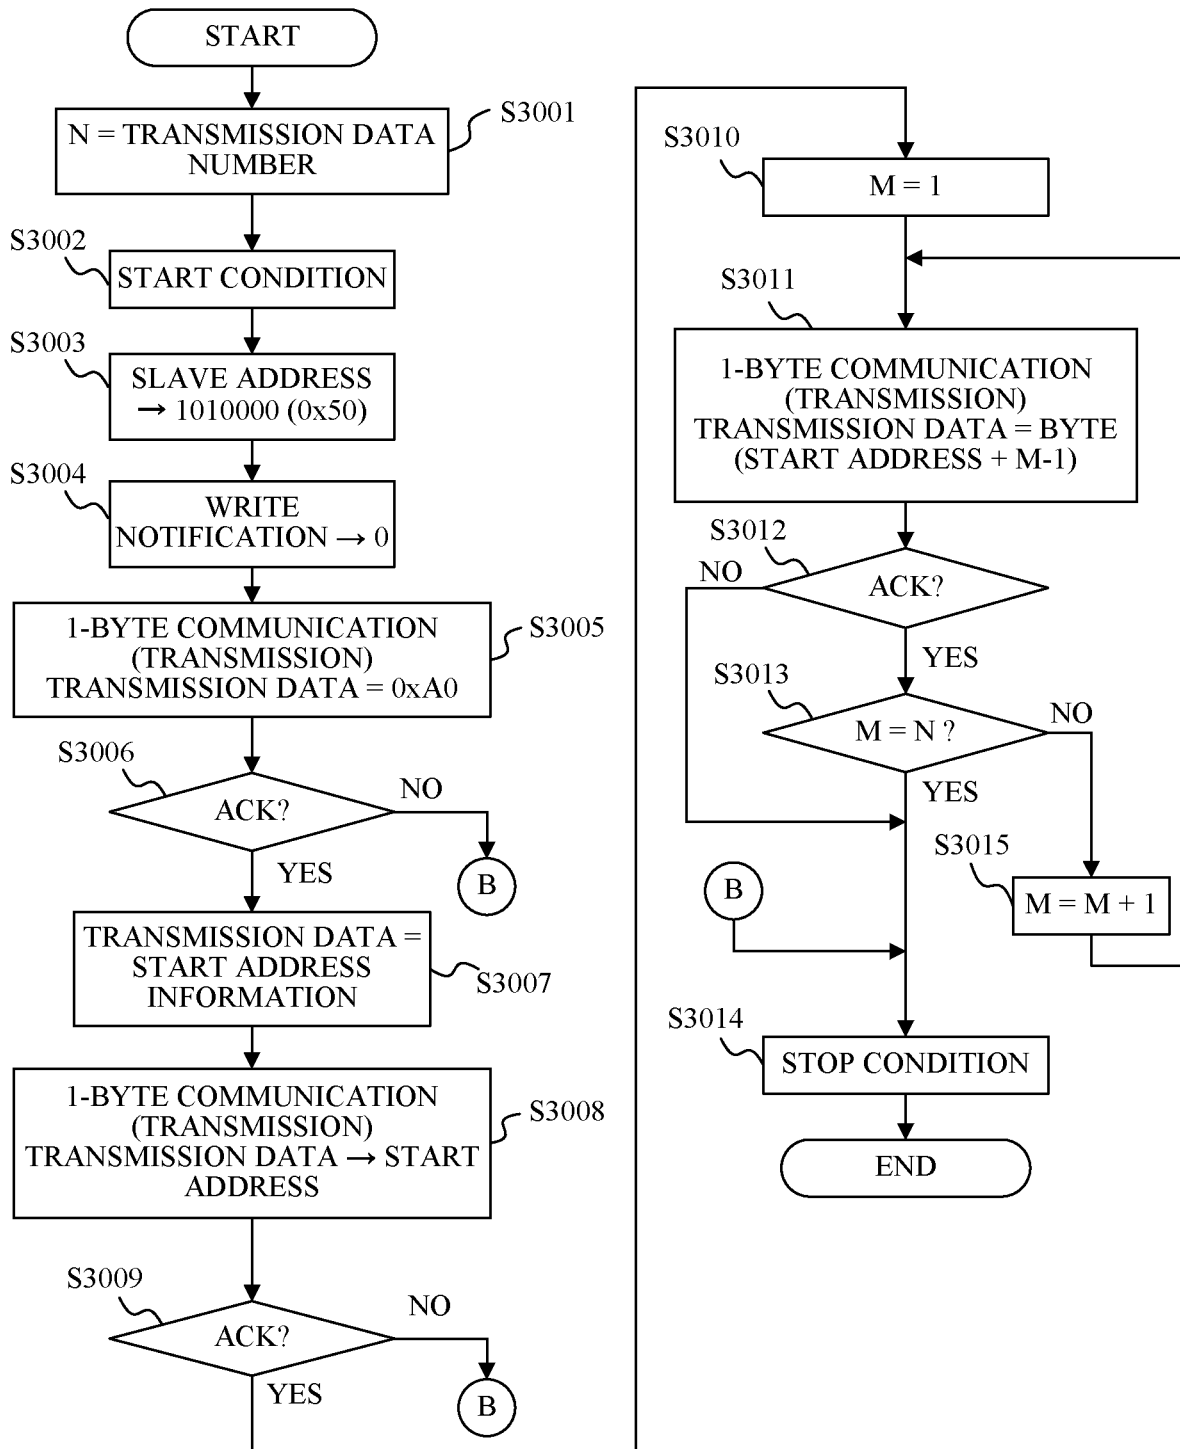 START
S3001
N = TRANSMISSION DATA
NUMBER
S3002
START CONDITION
S3003
SLAVE ADDRESS
→ 1010000 (0x50)
S3004
WRITE
NOTIFICATION → 0
1-BYTE COMMUNICATION
(TRANSMISSION)
TRANSMISSION DATA = 0xA0
S3005
S3006
ACK?
NO
YES
B
TRANSMISSION DATA =
START ADDRESS
INFORMATION
S3007
1-BYTE COMMUNICATION
(TRANSMISSION)
TRANSMISSION DATA → START
ADDRESS
S3008
S3009
ACK?
NO
YES
B
S3010
M = 1
S3011
1-BYTE COMMUNICATION
(TRANSMISSION)
TRANSMISSION DATA = BYTE
(START ADDRESS + M-1)
S3012
NO
ACK?
YES
S3013
M = N ?
NO
YES
S3015
M = M + 1
B
S3014
STOP CONDITION
END